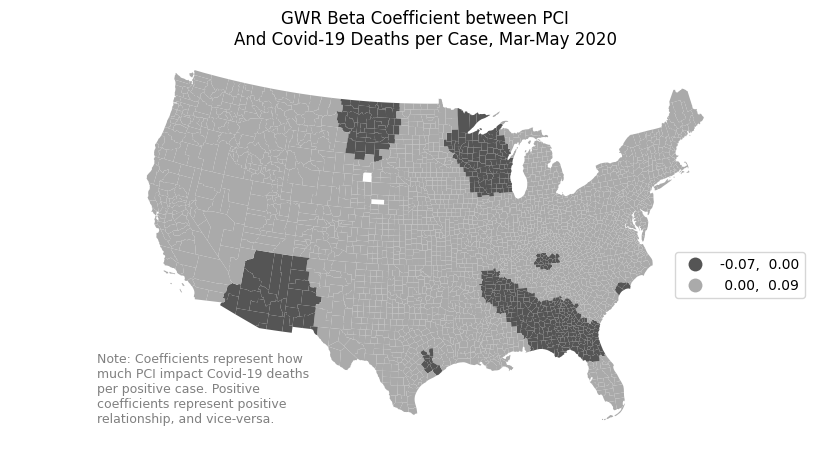 GWR Beta Coefficient between PCI
And Covid-19 Deaths per Case, Mar-May 2020
-0.07, 0.00
0.00, 0.09
Note: Coefficients represent how
much PCI impact Covid-19 deaths
per positive case. Positive
coefficients represent positive
relationship, and vice-versa.